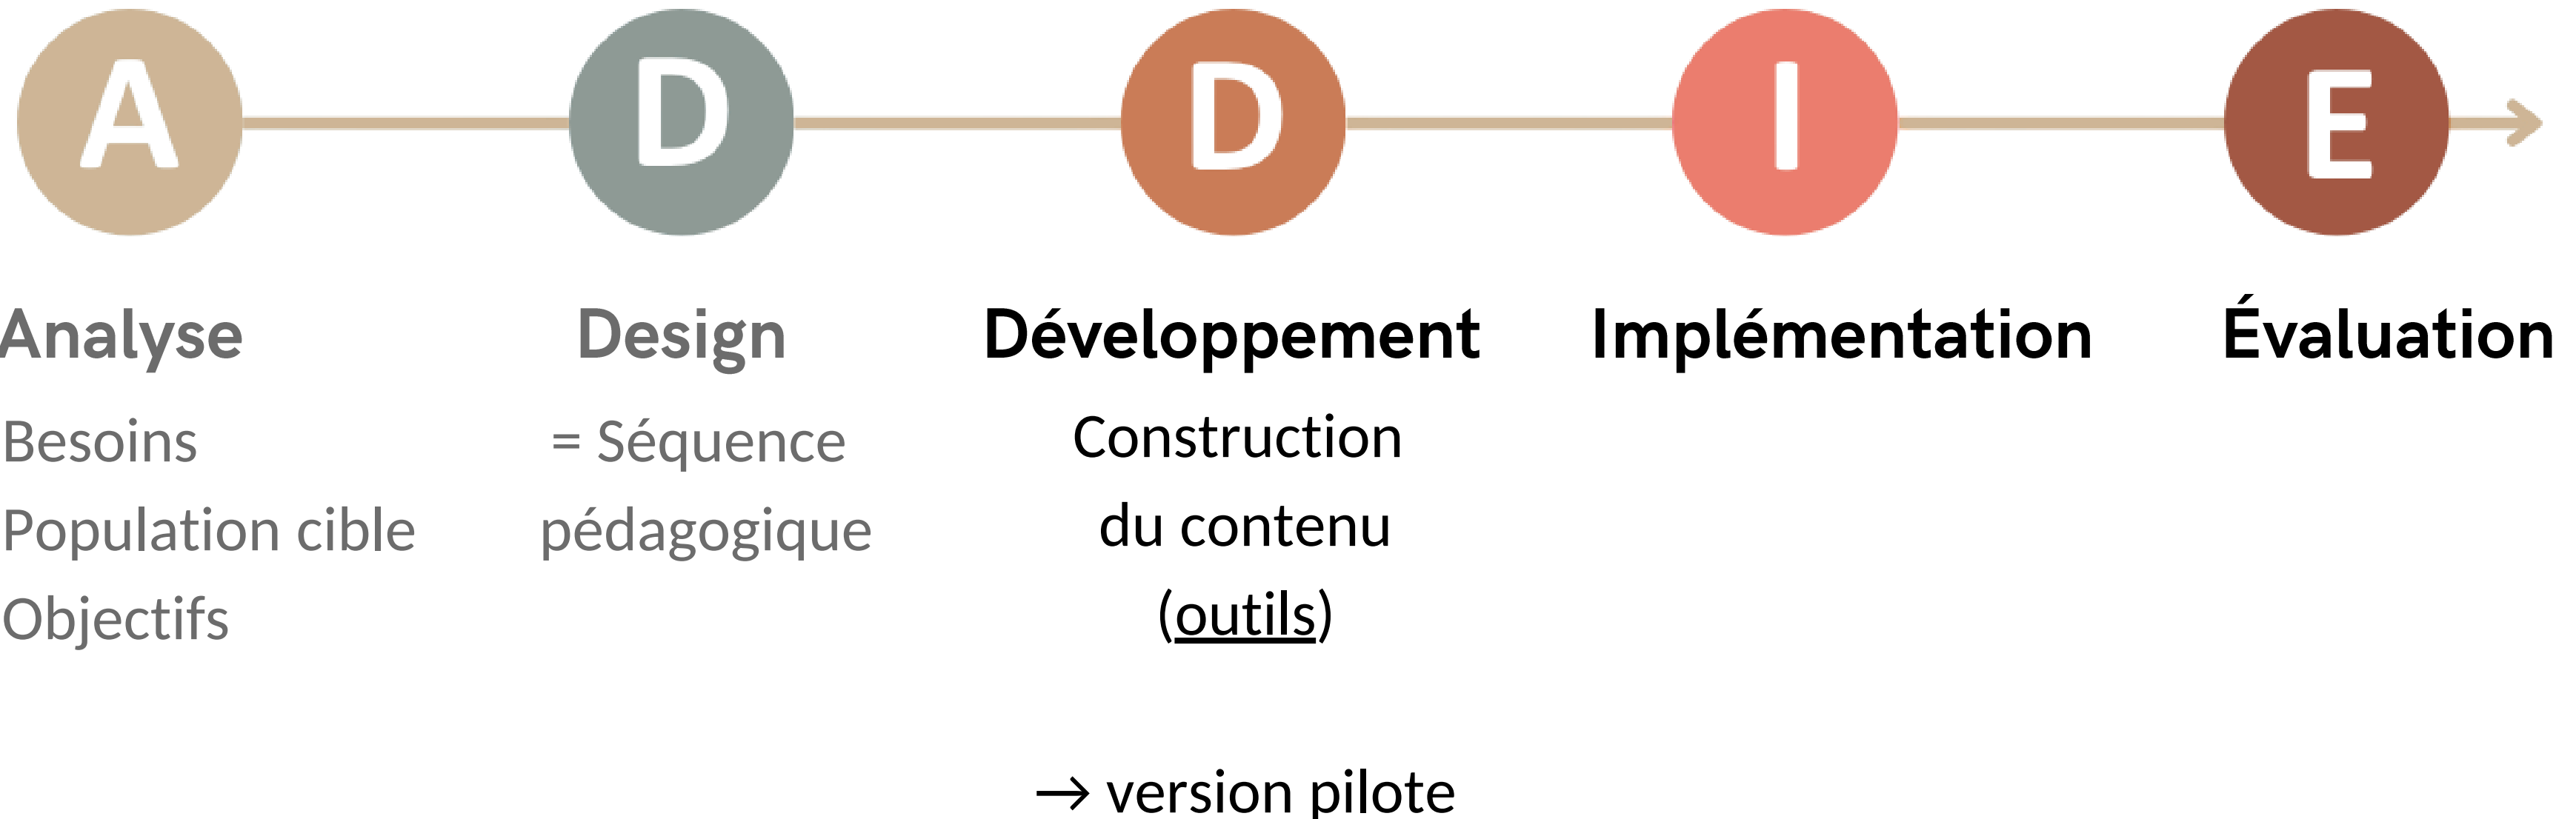 A D D I E
Analyse Design Développement Implémentation Évaluation
Besoins
Population cible
Objectifs
= Séquence
pédagogique
Construction
du contenu
(outils)
→ version pilote